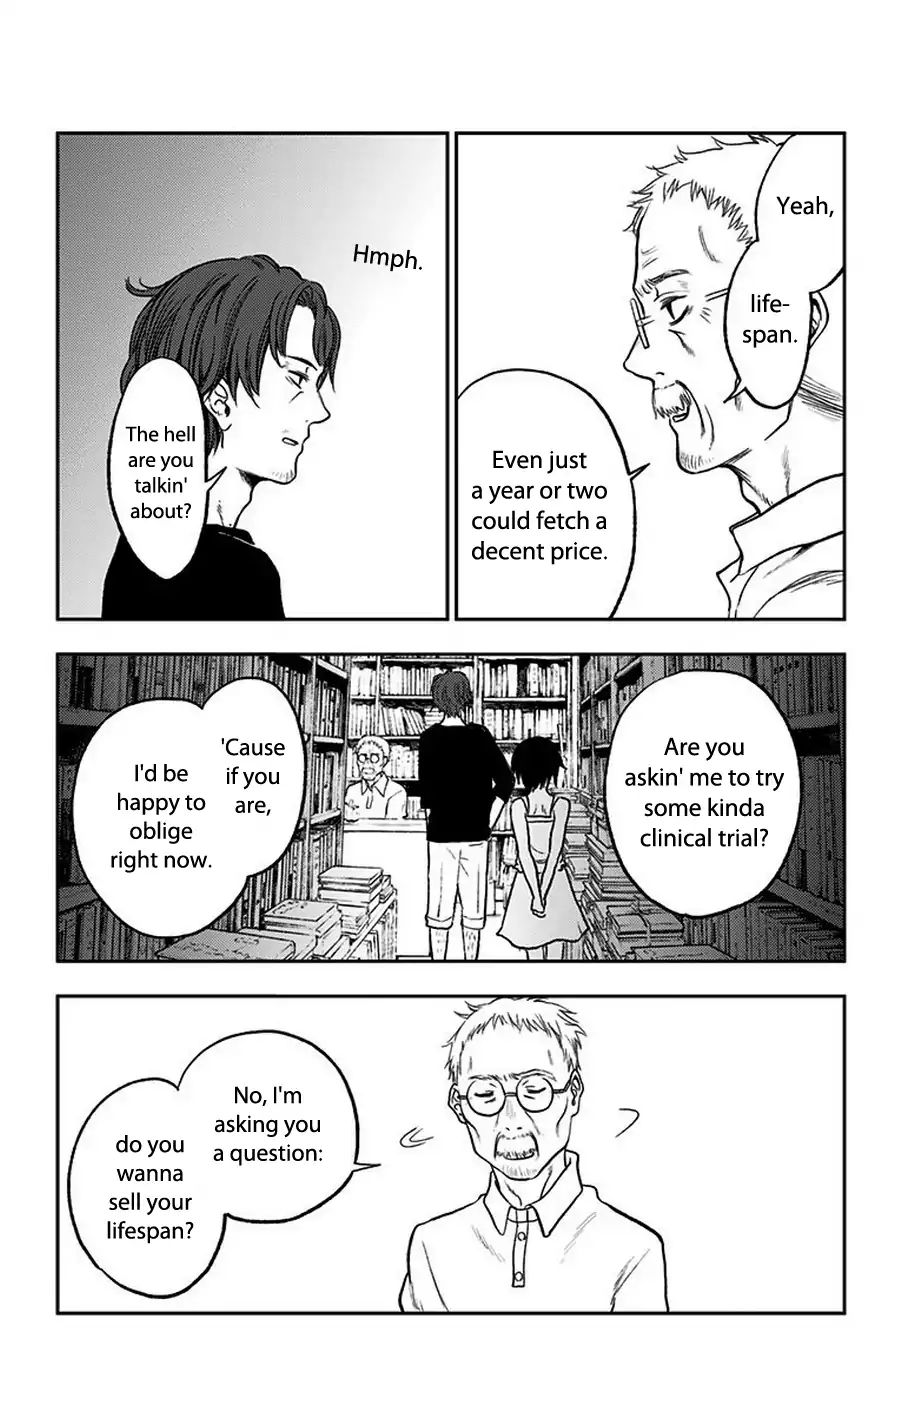 Yeah,
life-
span.
Even just
a year or two
could fetch a
decent price.
Hmph.
The hell
are you
talkin'
about?
Are you
askin' me to try
some kinda
clinical trial?
'Cause
if you
are,
I'd be
happy to
oblige
right now.
No, I'm
asking you
a question:
do you
wanna
sell your
lifespan?